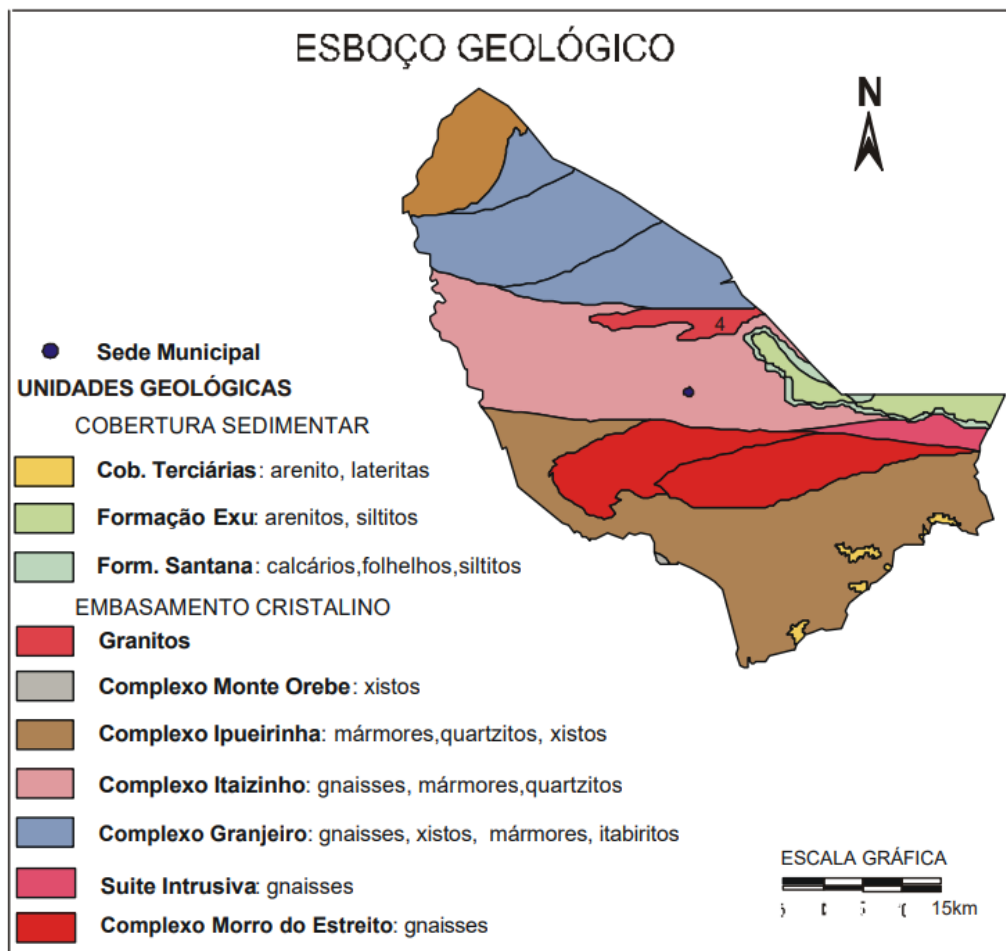 ESBOÇO GEOLÓGICO
N
4
Sede Municipal
UNIDADES GEOLÓGICAS
COBERTURA SEDIMENTAR
Cob. Terciárias: arenito, lateritas
Formação Exu: arenitos, siltitos
Form. Santana: calcários,folhelhos,siltitos
EMBASAMENTO CRISTALINO
Granitos
Complexo Monte Orebe: xistos
Complexo Ipueirinha: mármores,quartzitos, xistos
Complexo Itaizinho: gnaisses, mármores,quartzitos
Complexo Granjeiro: gnaisses, xistos, mármores, itabiritos
Suite Intrusiva: gnaisses
Complexo Morro do Estreito: gnaisses
ESCALA GRÁFICA
15km